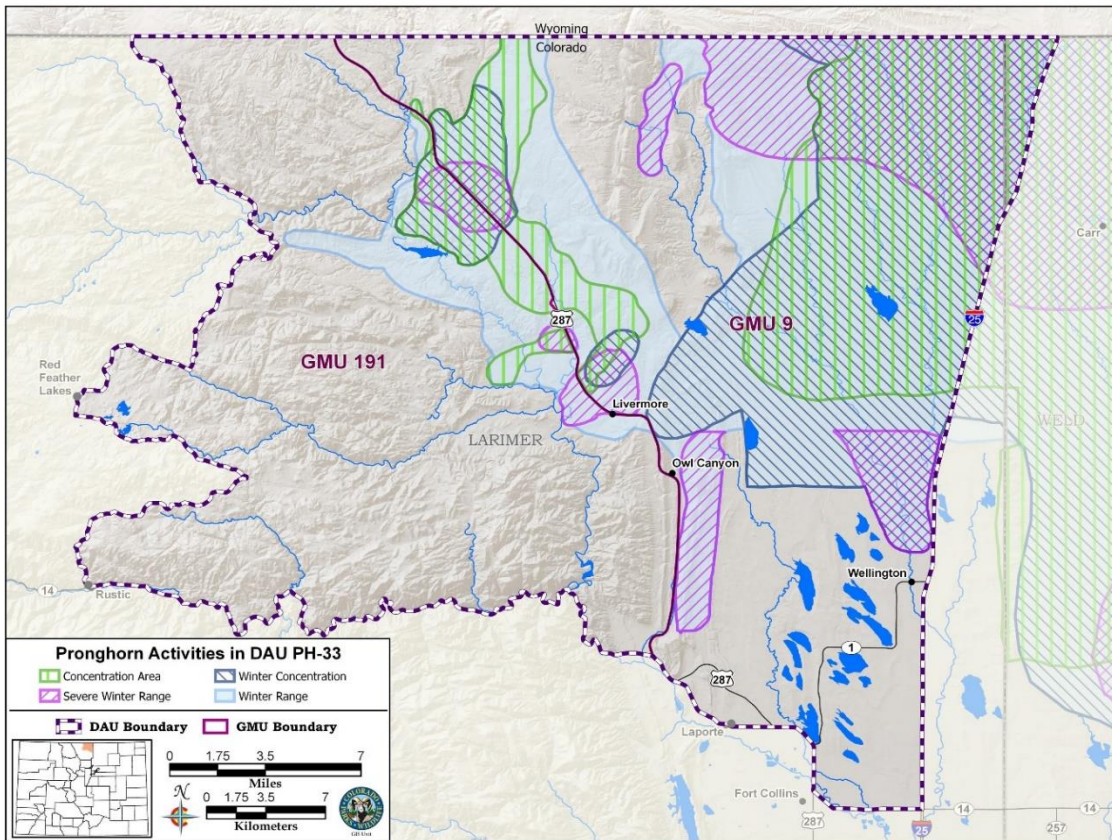 Wyoming
Colorado
Carr
25
GMU 9
287
GMU 191
Red
Feather
Lakes
Livermore
WELD
LARIMER
Owl Canyon
Wellington
14
Rustic
1
287
Laporte
Fort Collins
287
14
25
14
257
Pronghorn Activities in DAU PH-33
Concentration Area
Winter Concentration
Severe Winter Range
Winter Range
DAU Boundary
GMU Boundary
0 1.75 3.5 7
Miles
0 1.75 3.5 7
Kilometers
N
GIS Unit